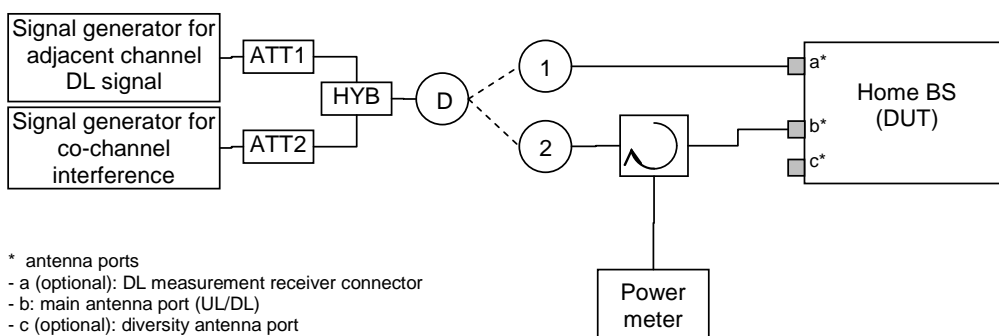 Signal generator for
adjacent channel
DL signal
ATT1
HYB
D
1
2
Signal generator for
co-channel
interference
ATT2
a*
b*
c*
Home BS
(DUT)
Power
meter
* antenna ports
- a (optional): DL measurement receiver connector
- b: main antenna port (UL/DL)
- c (optional): diversity antenna port